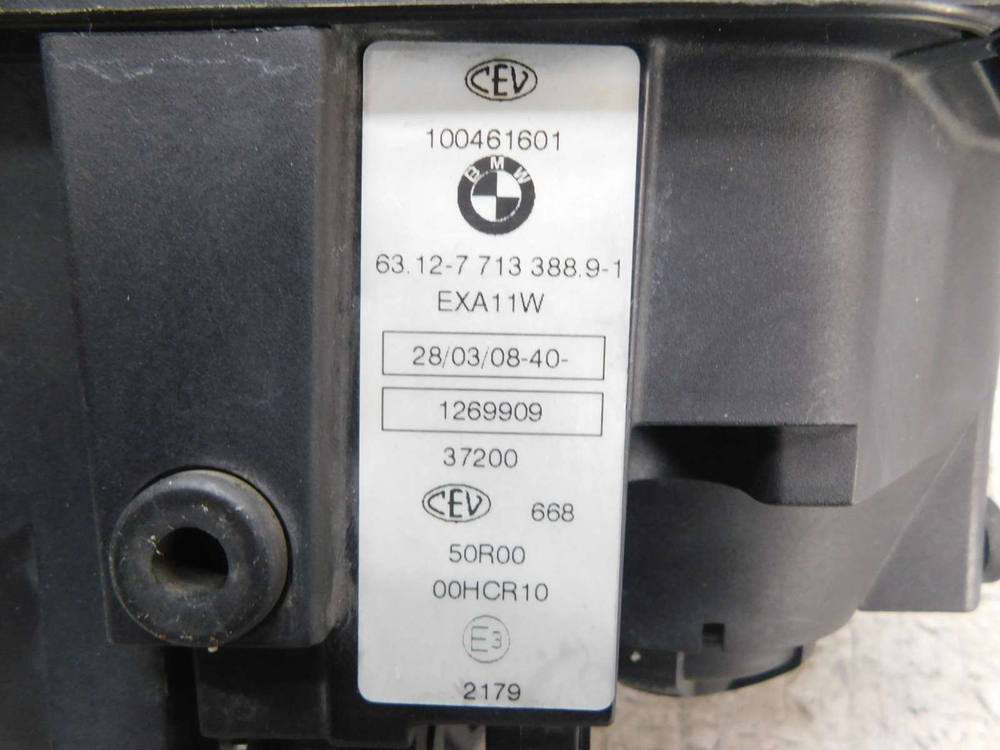 CEV
100461601
BMW
63.12-7 713 388.9-1
EXA11W
28/03/08-40-
1269909
37200
CEV 668
50R00
00HCR10
E3
2179